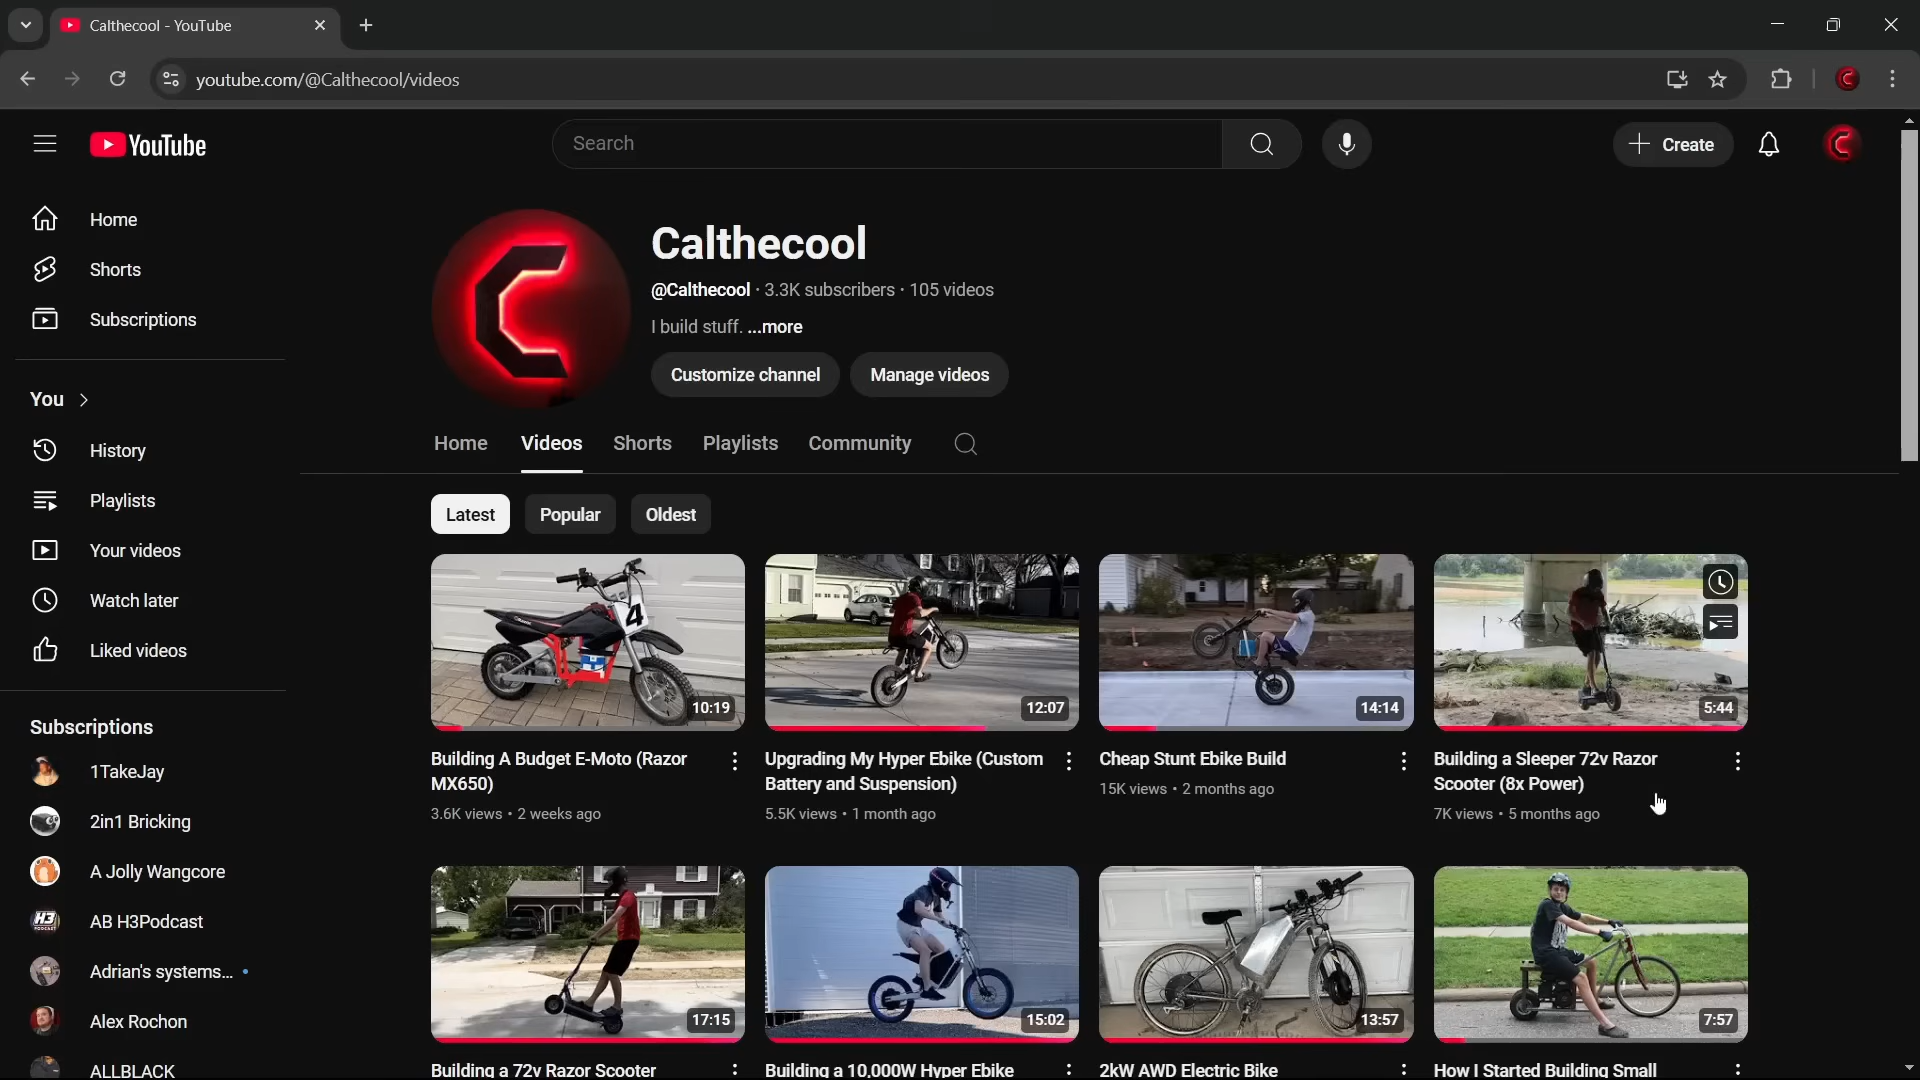 Calthecool - YouTube
youtube.com/@Calthecool/videos
YouTube
Search
Create
Home
Shorts
Subscriptions
You
History
Playlists
Your videos
Watch later
Liked videos
Subscriptions
1TakeJay
2in1 Bricking
A Jolly Wangcore
H3
PODCAST
AB H3Podcast
Adrian's systems...
Alex Rochon
ALLBLACK
Calthecool
@Calthecool · 3.3K subscribers · 105 videos
I build stuff. ...more
Customize channel
Manage videos
Home
Videos
Shorts
Playlists
Community
Latest
Popular
Oldest
4
10:19
Building A Budget E-Moto (Razor
MX650)
3.6K views · 2 weeks ago
12:07
Upgrading My Hyper Ebike (Custom
Battery and Suspension)
5.5K views · 1 month ago
14:14
Cheap Stunt Ebike Build
15K views · 2 months ago
5:44
Building a Sleeper 72v Razor
Scooter (8x Power)
7K views · 5 months ago
17:15
Building a 72v Razor Scooter
15:02
Building a 10,000W Hyper Ebike
13:57
2kW AWD Electric Bike
7:57
How I Started Building Small